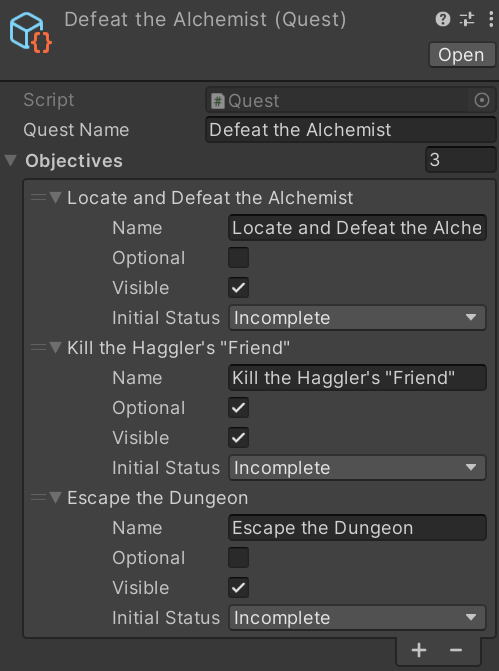 Defeat the Alchemist (Quest)
Open
Script Quest
Quest Name Defeat the Alchemist
Objectives 3
Locate and Defeat the Alchemist
Name Locate and Defeat the Alche
Optional
Visible
Initial Status Incomplete
Kill the Haggler's "Friend"
Name Kill the Haggler's "Friend"
Optional
Visible
Initial Status Incomplete
Escape the Dungeon
Name Escape the Dungeon
Optional
Visible
Initial Status Incomplete